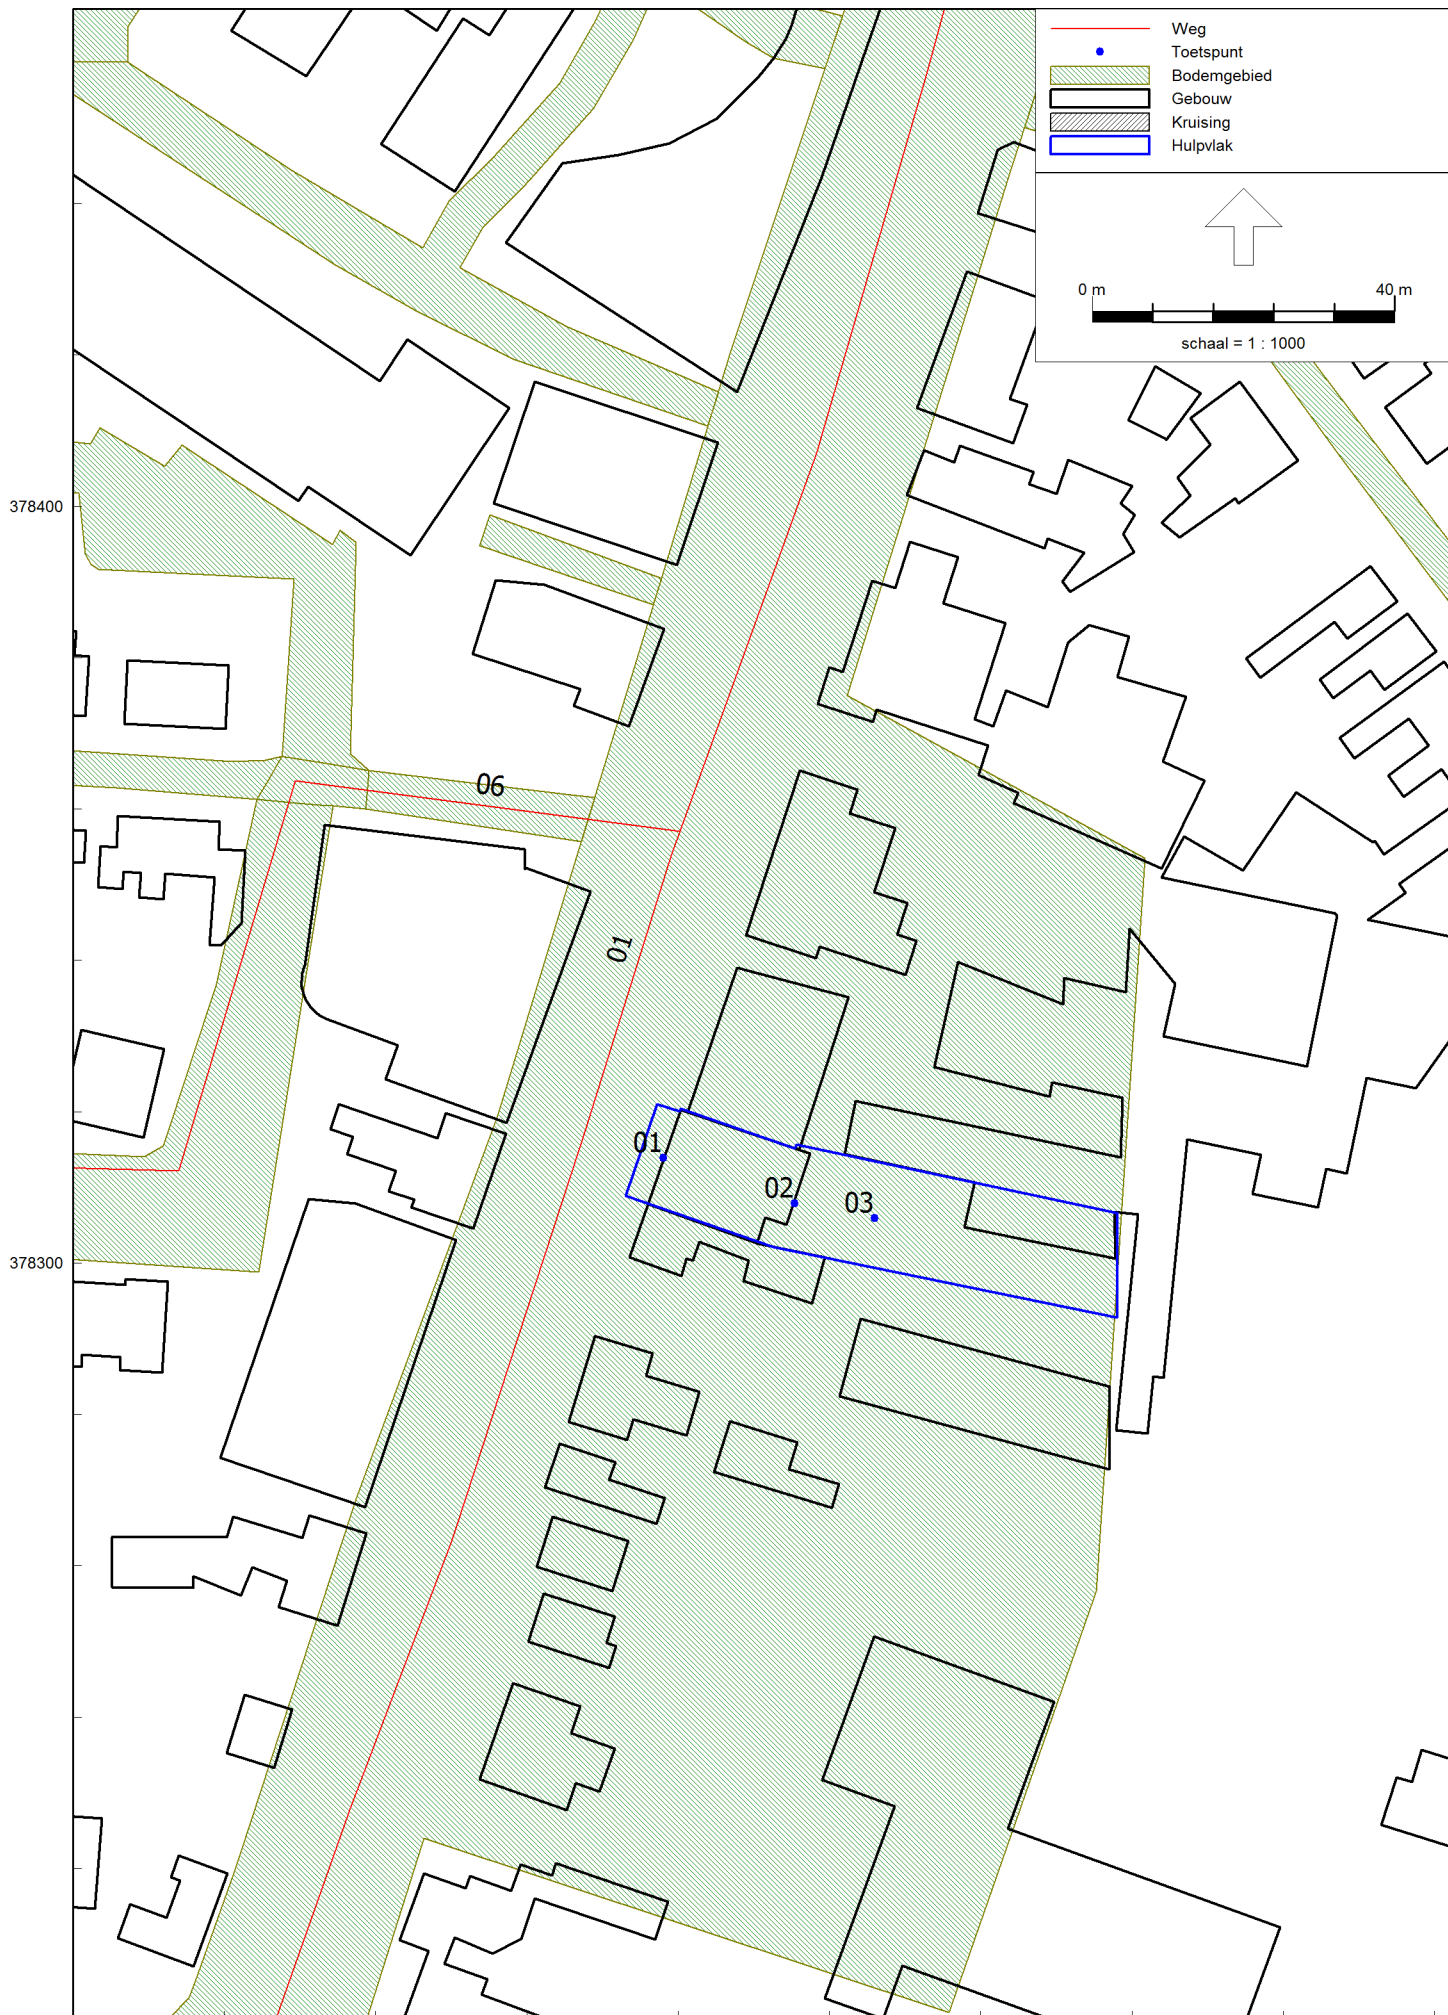 Weg
Toetspunt
Bodemgebied
Gebouw
Kruising
Hulpvlak
0 m 40 m
schaal = 1 : 1000
378400
06
01
01
02
03
378300